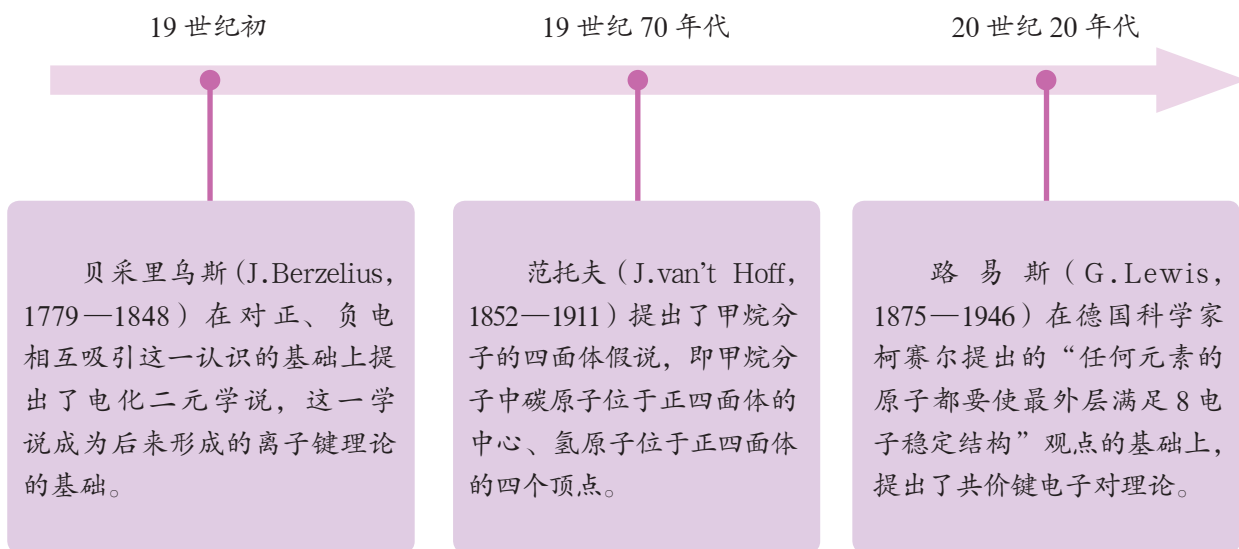 19 世纪初
19 世纪 70 年代
20 世纪 20 年代
贝采里乌斯(J.Berzelius,
1779—1848)在对正、负电
相互吸引这一认识的基础上提
出了电化二元学说，这一学
说成为后来形成的离子键理论
的基础。
范托夫(J.van't Hoff,
1852—1911)提出了甲烷分
子的四面体假说，即甲烷分
子中碳原子位于正四面体的
中心、氢原子位于正四面体
的四个顶点。
路易斯(G.Lewis,
1875—1946)在德国科学家
柯赛尔提出的“任何元素的
原子都要使最外层满足 8 电
子稳定结构”观点的基础上，
提出了共价键电子对理论。